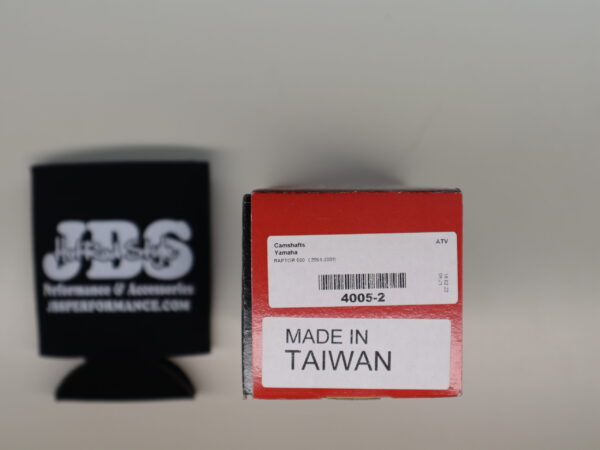 JBS
Performance & Accessories
JBSPERFORMANCE.COM
Camshafts
ATV
Yamaha
4005-2
MADE IN
TAIWAN